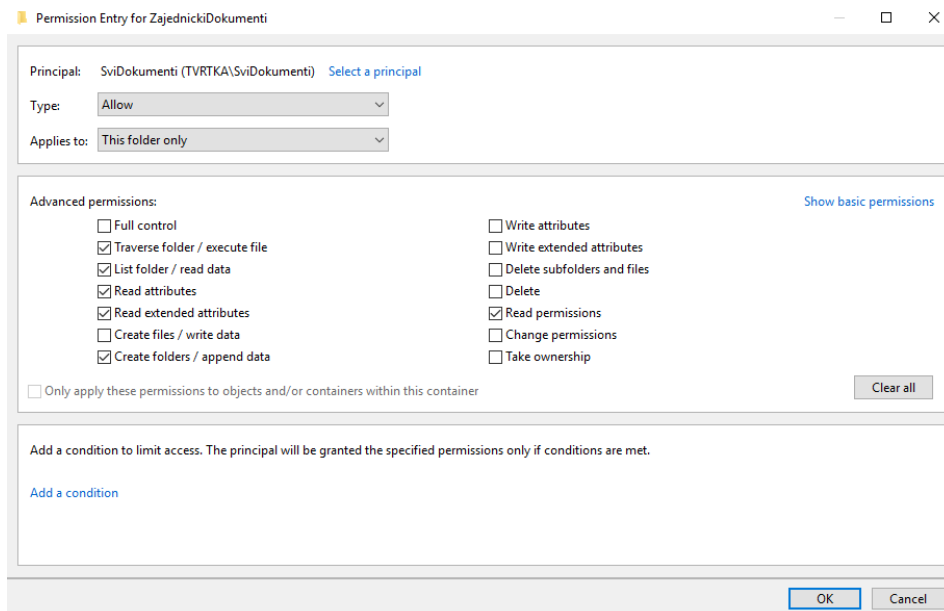 Permission Entry for ZajednickiDokumenti
Principal: SviDokumenti (TVRTKA\SviDokumenti) Select a principal
Type: Allow
Applies to: This folder only
Advanced permissions: Show basic permissions
Full control Write attributes
Traverse folder / execute file Write extended attributes
List folder / read data Delete subfolders and files
Read attributes Delete
Read extended attributes Read permissions
Create files / write data Change permissions
Create folders / append data Take ownership
Only apply these permissions to objects and/or containers within this container Clear all
Add a condition to limit access. The principal will be granted the specified permissions only if conditions are met.
Add a condition
OK Cancel